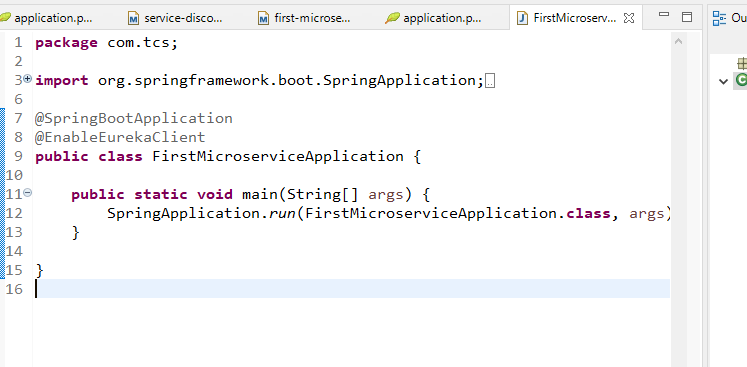 application.p...
service-disco...
first-microse...
application.p...
FirstMicroserv...
Ou
1 package com.tcs;
2
3 import org.springframework.boot.SpringApplication;
6
7 @SpringBootApplication
8 @EnableEurekaClient
9 public class FirstMicroserviceApplication {
10
11 public static void main(String[] args) {
12 SpringApplication.run(FirstMicroserviceApplication.class, args)
13 }
14
15 }
16